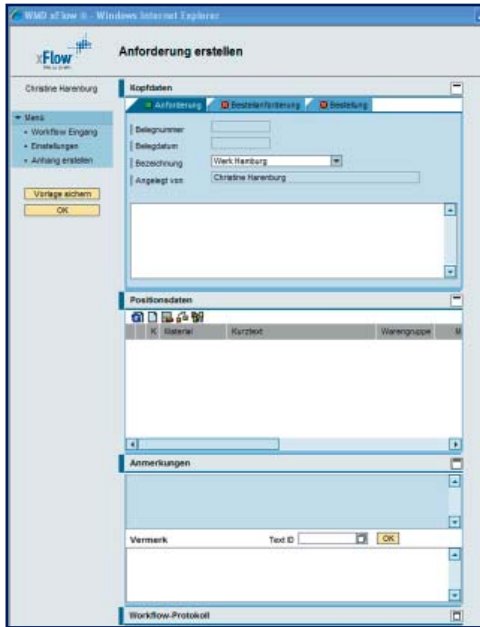 WMD xFlow ® - Windows Internet Explorer
xFlow
Anforderung erstellen
Christine Harenburg
Menü
Workflow Eingang
Einstellungen
Anhang erstellen
Vorlage sichern
OK
Kopfdaten
Anforderung
Bestellanforderung
Bestellung
Belegnummer
Belegdatum
Bezeichnung Werk Hamburg
Angelegt von Christine Harenburg
Positionsdaten
K Material Kurztext Warengruppe M
Anmerkungen
Vermerk Text ID OK
Workflow-Protokoll